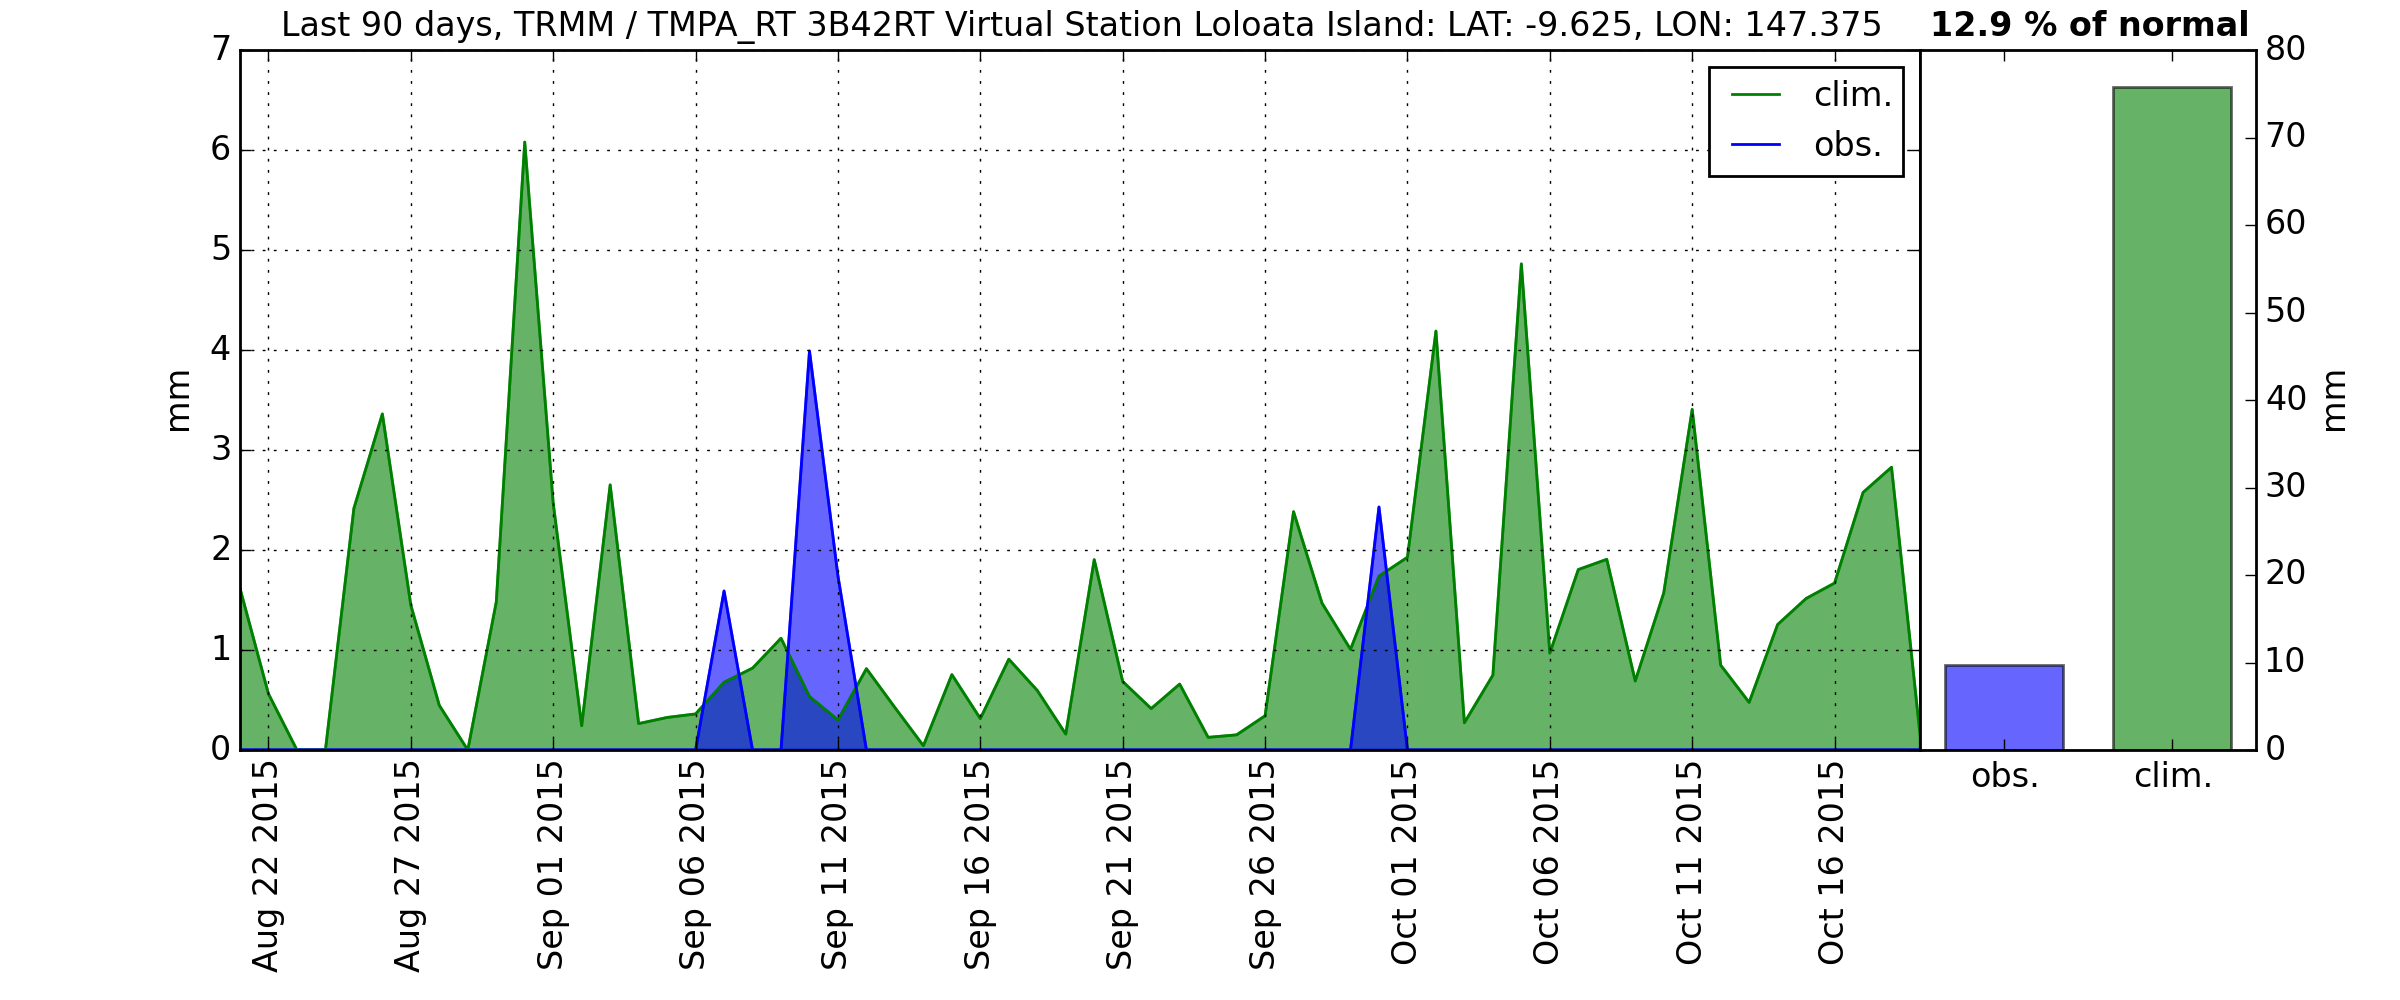 Last 90 days, TRMM / TMPA_RT 3B42RT Virtual Station Loloata Island: LAT: -9.625, LON: 147.375
12.9 % of normal
7
6
5
4
3
2
1
0
mm
clim.
obs.
80
70
60
50
40
30
20
10
0
mm
Aug 22 2015
Aug 27 2015
Sep 01 2015
Sep 06 2015
Sep 11 2015
Sep 16 2015
Sep 21 2015
Sep 26 2015
Oct 01 2015
Oct 06 2015
Oct 11 2015
Oct 16 2015
obs.
clim.